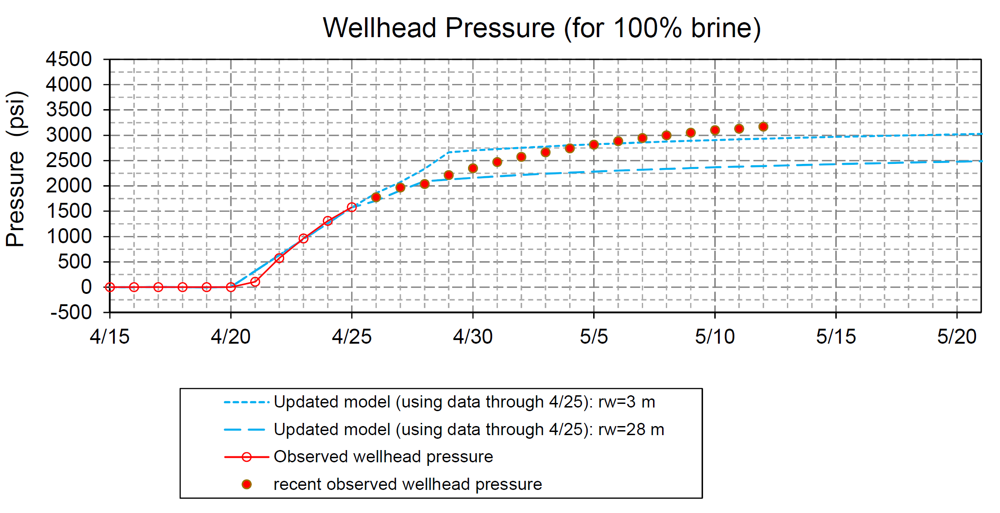 Wellhead Pressure (for 100% brine)
Pressure (psi)
4500
4000
3500
3000
2500
2000
1500
1000
500
0
-500
4/15 4/20 4/25 4/30 5/5 5/10 5/15 5/20
Updated model (using data through 4/25): rw=3 m
Updated model (using data through 4/25): rw=28 m
Observed wellhead pressure
recent observed wellhead pressure